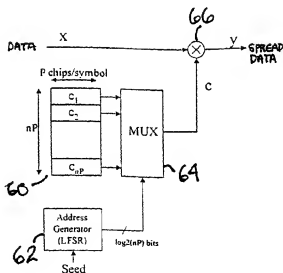 66
DATA X y SPREAD DATA
P chips/symbol
C
C1
C2
nP
MUX
CnP
60
64
Address Generator (LFSR)
62
log2(nP) bits
Seed